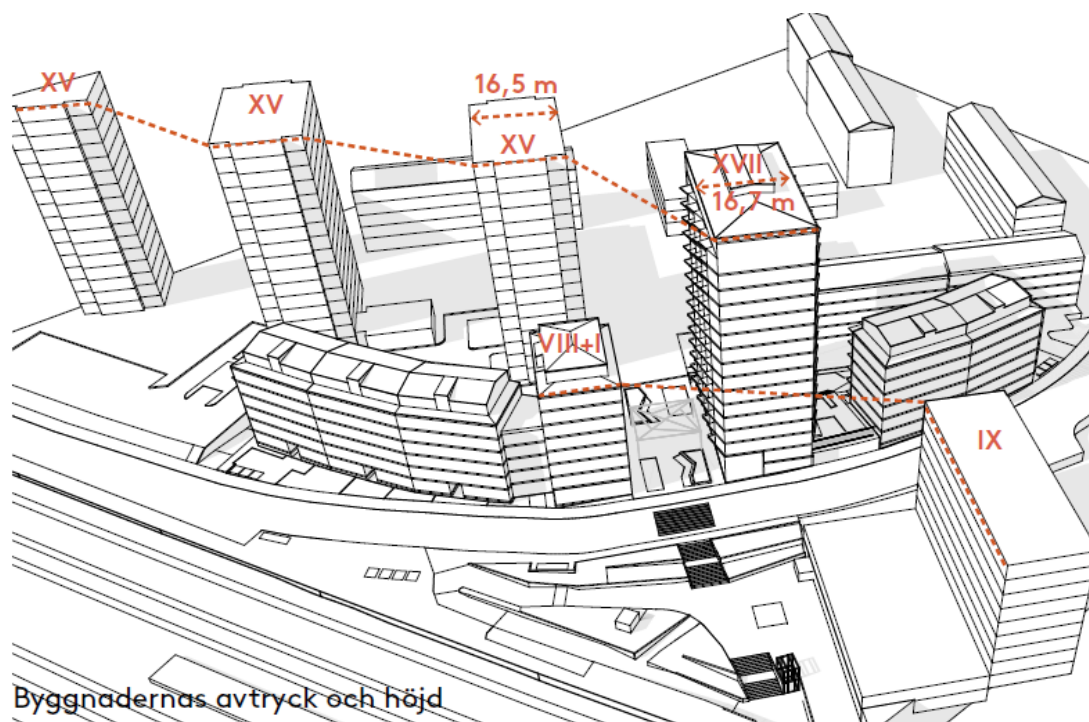 XV
XV
16,5 m
XV
XVII
16,7 m
VIII+I
IX
Byggnadernas avtryck och höjd